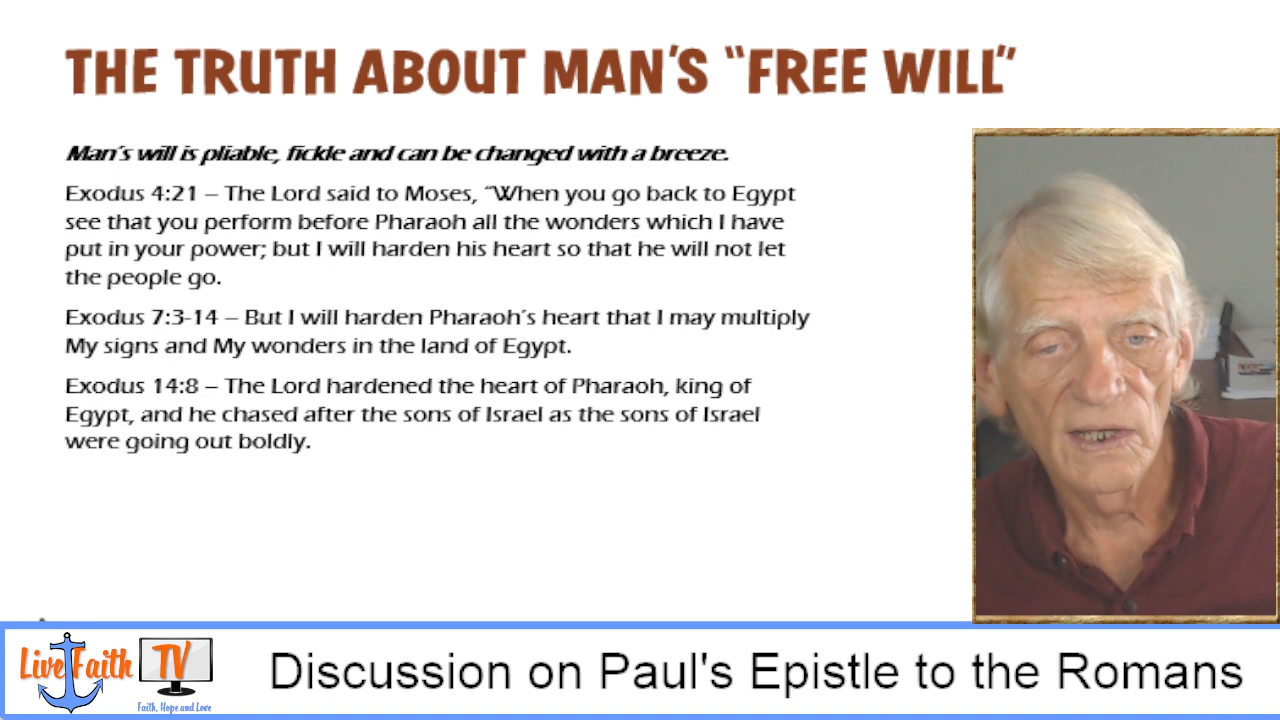 THE TRUTH ABOUT MAN'S “FREE WILL”
Man's will is pliable, fickle and can be changed with a breeze.
Exodus 4:21 – The Lord said to Moses, “When you go back to Egypt
see that you perform before Pharaoh all the wonders which I have
put in your power; but I will harden his heart so that he will not let
the people go.
Exodus 7:3-14 – But I will harden Pharaoh's heart that I may multiply
My signs and My wonders in the land of Egypt.
Exodus 14:8 – The Lord hardened the heart of Pharaoh, king of
Egypt, and he chased after the sons of Israel as the sons of Israel
were going out boldly.
Live Faith TV
Faith, Hope and Love
Discussion on Paul's Epistle to the Romans